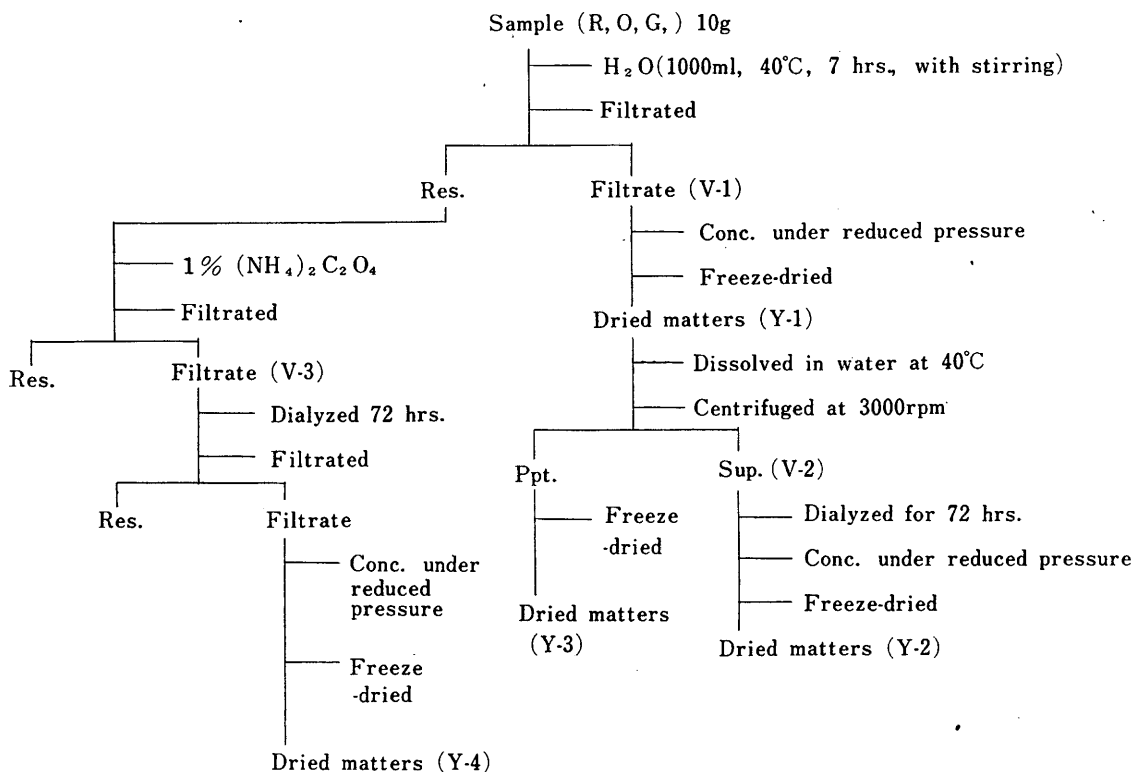 Sample (R, O, G,) 10g
H₂O(1000ml, 40℃, 7 hrs., with stirring)
Filtrated
Res.
Filtrate (V-1)
Conc. under reduced pressure
Freeze-dried
Dried matters (Y-1)
Dissolved in water at 40℃
Centrifuged at 3000rpm
1% (NH₄)₂C₂O₄
Filtrated
Res.
Filtrate (V-3)
Dialyzed 72 hrs.
Filtrated
Res.
Filtrate
Conc. under
reduced
pressure
Freeze
-dried
Dried matters (Y-4)
Ppt.
Freeze
-dried
Dried matters
(Y-3)
Sup. (V-2)
Dialyzed for 72 hrs.
Conc. under reduced pressure
Freeze-dried
Dried matters (Y-2)